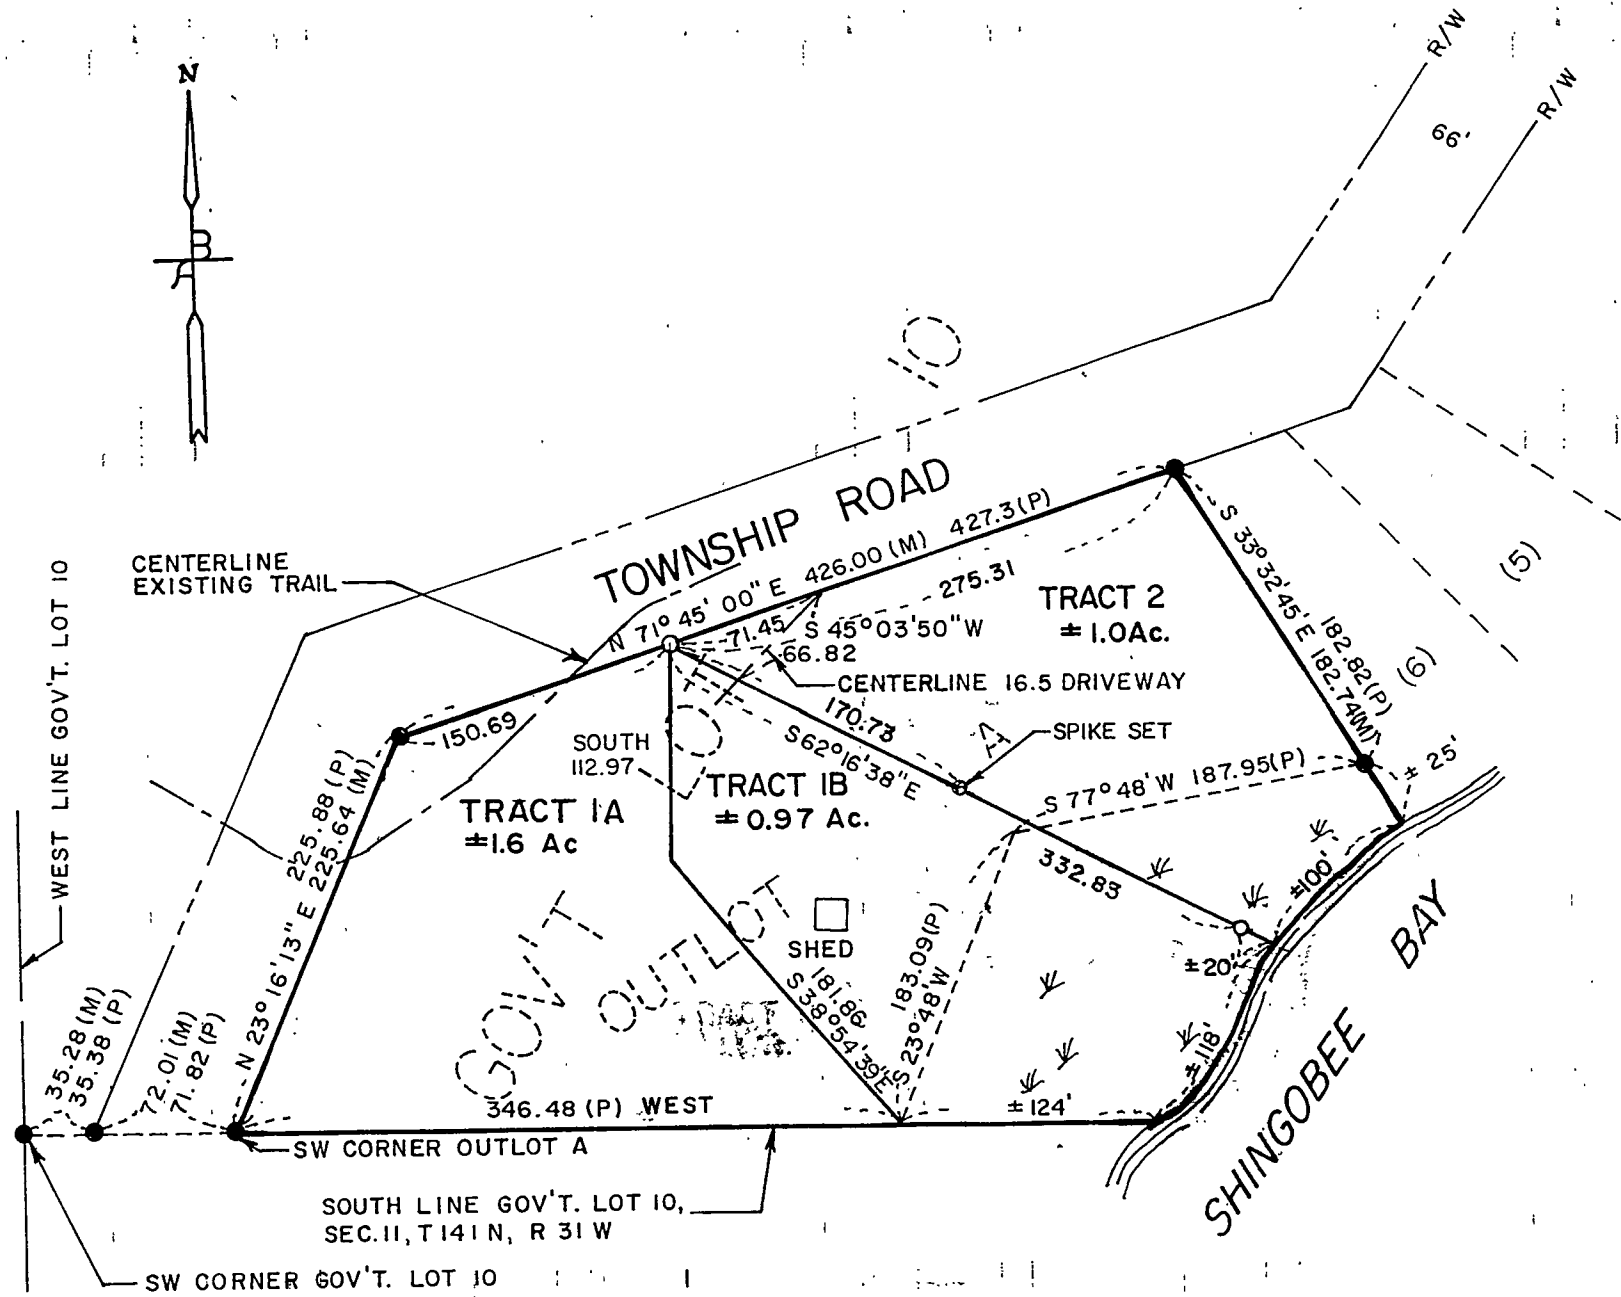 N
B
A
R/W
R/W
66'
10
TOWNSHIP ROAD
CENTERLINE
EXISTING TRAIL
WEST LINE GOV'T. LOT 10
N 71° 45' 00" E 426.00 (M) 427.3 (P)
275.31
71.45
S 45°03'50" W
66.82
CENTERLINE 16.5 DRIVEWAY
TRACT 2
± 1.0 Ac.
S 33°32'45" E 182.74(M)
182.82(P)
(5)
(6)
150.69
170.73
S 62°16'38" E
SPIKE SET
A
SOUTH
112.97
LOT
TRACT 1B
± 0.97 Ac.
TRACT 1A
±1.6 Ac
S 77°48' W 187.95(P)
± 25'
225.88 (P)
N 23° 16' 13" E 225.64 (M)
332.83
±100'
SHED
GOV'T
OUTLOT
TRACT
181.86
S 38°54'39"E
183.09(P)
S 23°48' W
±20'
±118'
SHINGOBEE BAY
35.28 (M)
35.38 (P)
72.01 (M)
71.82 (P)
346.48 (P) WEST
± 124'
SW CORNER OUTLOT A
SOUTH LINE GOV'T. LOT 10,
SEC. 11, T 141 N, R 31 W
SW CORNER GOV'T. LOT 10